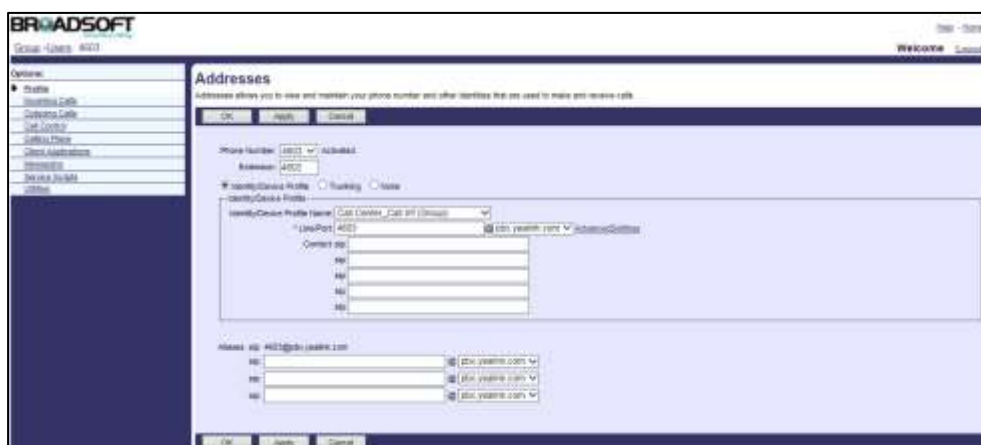 BROADSOFT
Help - Home
Group >Users : 4603
Welcome
Options:
Profile
Incoming Calls
Outgoing Calls
Call Control
Calling Plans
Client Applications
Messaging
Service Scripts
Utilities
Addresses
Addresses allows you to view and maintain your phone number and other identities that are used to make and receive calls.
OK Apply Cancel
Phone Number: 4603 Activated
Extension: 4603
Identity/Device Profile Trunking None
Identity/Device Profile
Identity/Device Profile Name: (Group)
* Line/Port: 4603 @ pbx.yealink.com
Contact sip:
sip:
sip:
sip:
sip:
Aliases: sip: 4603@pbx.yealink.com
sip: @ pbx.yealink.com
sip: @ pbx.yealink.com
sip: @ pbx.yealink.com
OK Apply Cancel